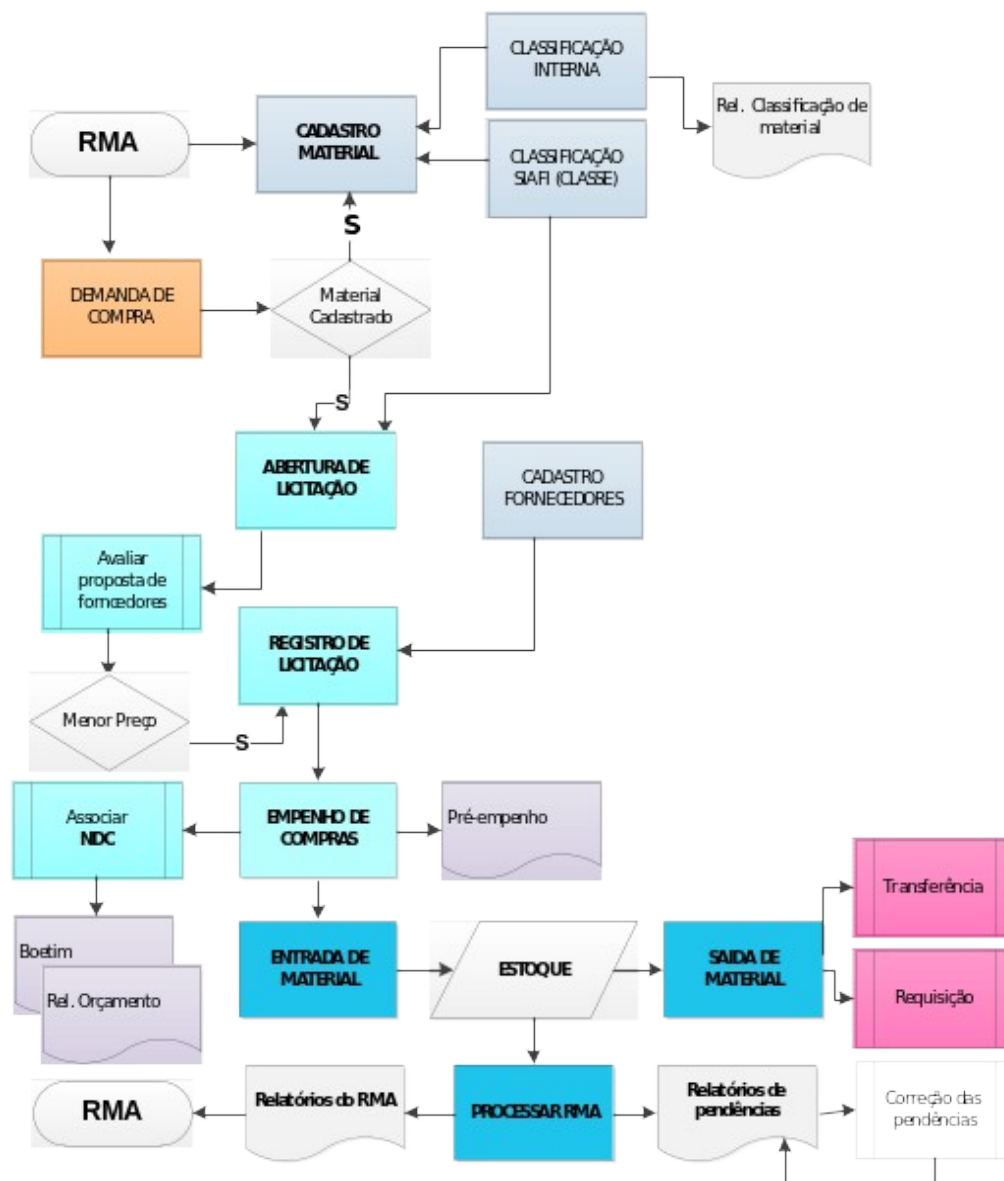 CLASSIFICAÇÃO
INTERNA
Rel. Classificação de
material
RMA
CADASTRO
MATERIAL
CLASSIFICAÇÃO
SIAFI (CLASSE)
S
DEMANDA DE
COMPRA
Material
Cadastrado
S
ABERTURA DE
LICITAÇÃO
CADASTRO
FORNECEDORES
Avaliar
proposta de
forncedores
REGISTRO DE
LICITAÇÃO
Menor Preço
S
Associar
NDC
EMPENHO DE
COMPRAS
Pré-empenho
Transferência
Boetim
Rel. Orçamento
ENTRADA DE
MATERIAL
ESTOQUE
SAIDA DE
MATERIAL
Requisição
RMA
Relatórios do RMA
PROCESSAR RMA
Relatórios de
pendências
Correção das
pendências